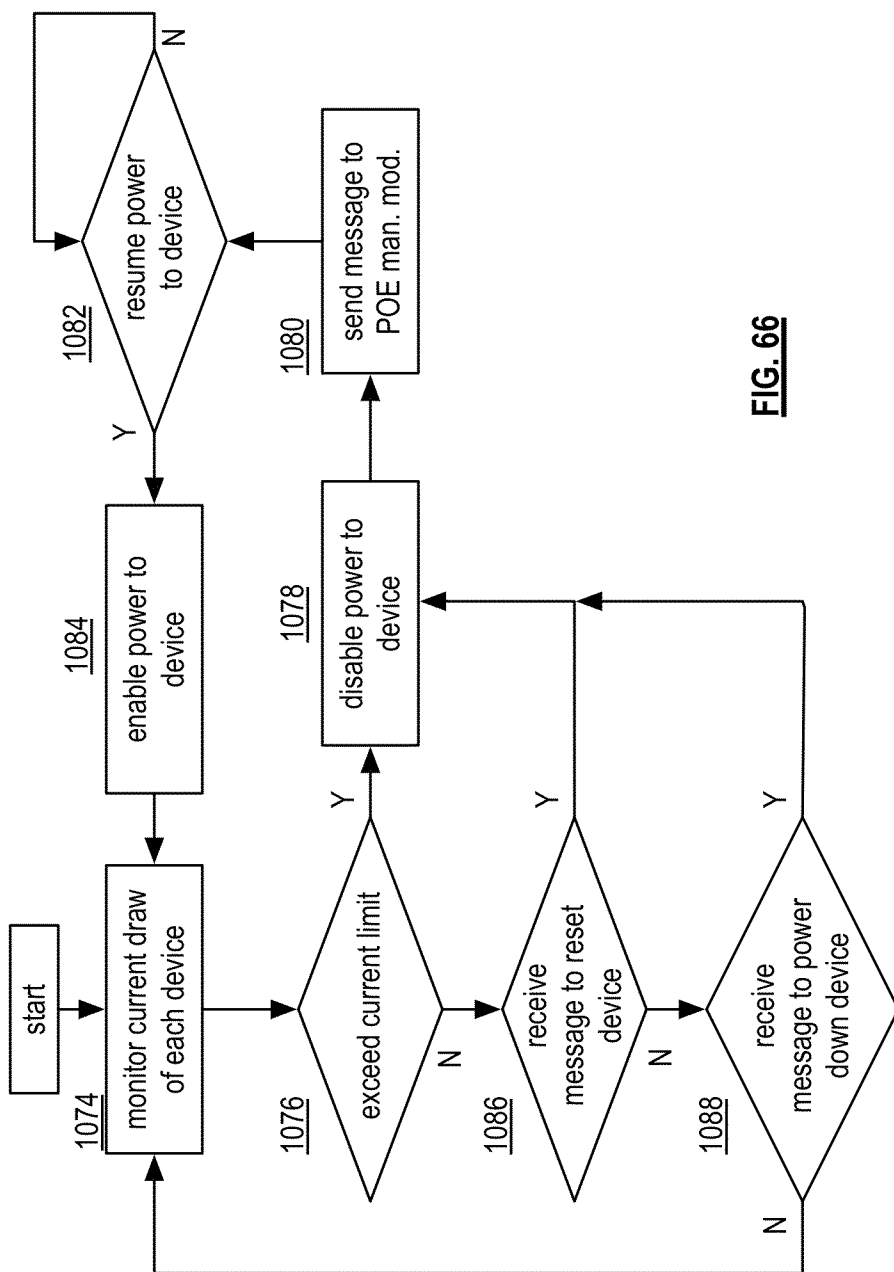 start
1074
monitor current draw
of each device
1084
enable power to
device
Y
1082
resume power
to device
N
1076
exceed current limit
Y
N
1078
disable power to
device
1080
send message to
POE man. mod.
1086
receive
message to reset
device
Y
N
1088
receive
message to power
down device
Y
N
FIG. 66